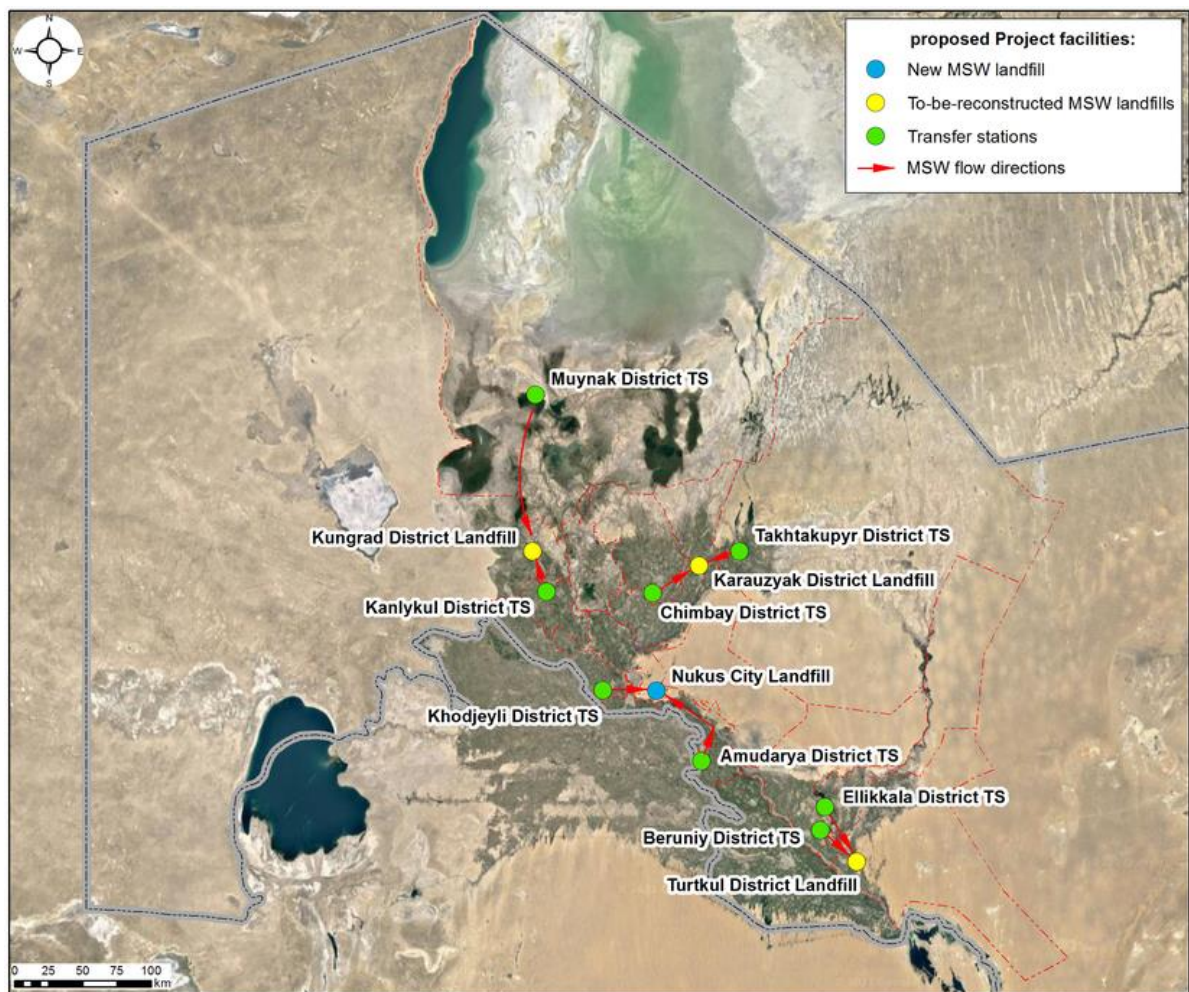 N
W
E
S
proposed Project facilities:
New MSW landfill
To-be-reconstructed MSW landfills
Transfer stations
MSW flow directions
Muynak District TS
Kungrad District Landfill
Takhtakupyr District TS
Karauzyak District Landfill
Kanlykul District TS
Chimbay District TS
Nukus City Landfill
Khodjeyli District TS
Amudarya District TS
Ellikkala District TS
Beruniy District TS
Turtkul District Landfill
0 25 50 75 100
km